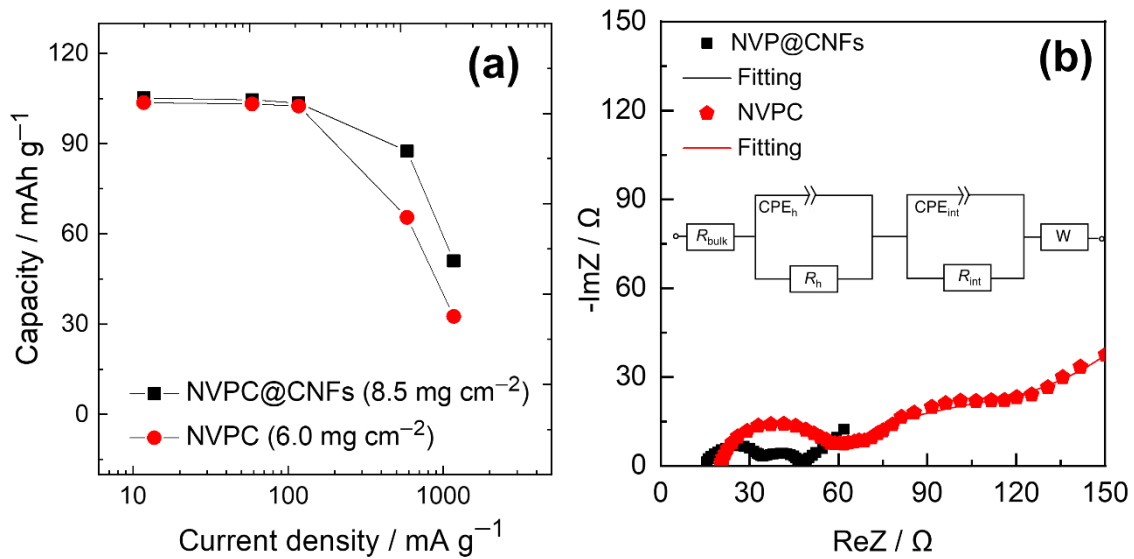 (a)
Capacity / mAh g⁻¹
120
90
60
30
0
NVPC@CNFs (8.5 mg cm⁻²)
NVPC (6.0 mg cm⁻²)
10 100 1000
Current density / mA g⁻¹
(b)
-ImZ / Ω
150
120
90
60
30
0
NVP@CNFs
Fitting
NVPC
Fitting
CPEₕ CPEᵢₙₜ
R_bulk W
Rₕ Rᵢₙₜ
0 30 60 90 120 150
ReZ / Ω